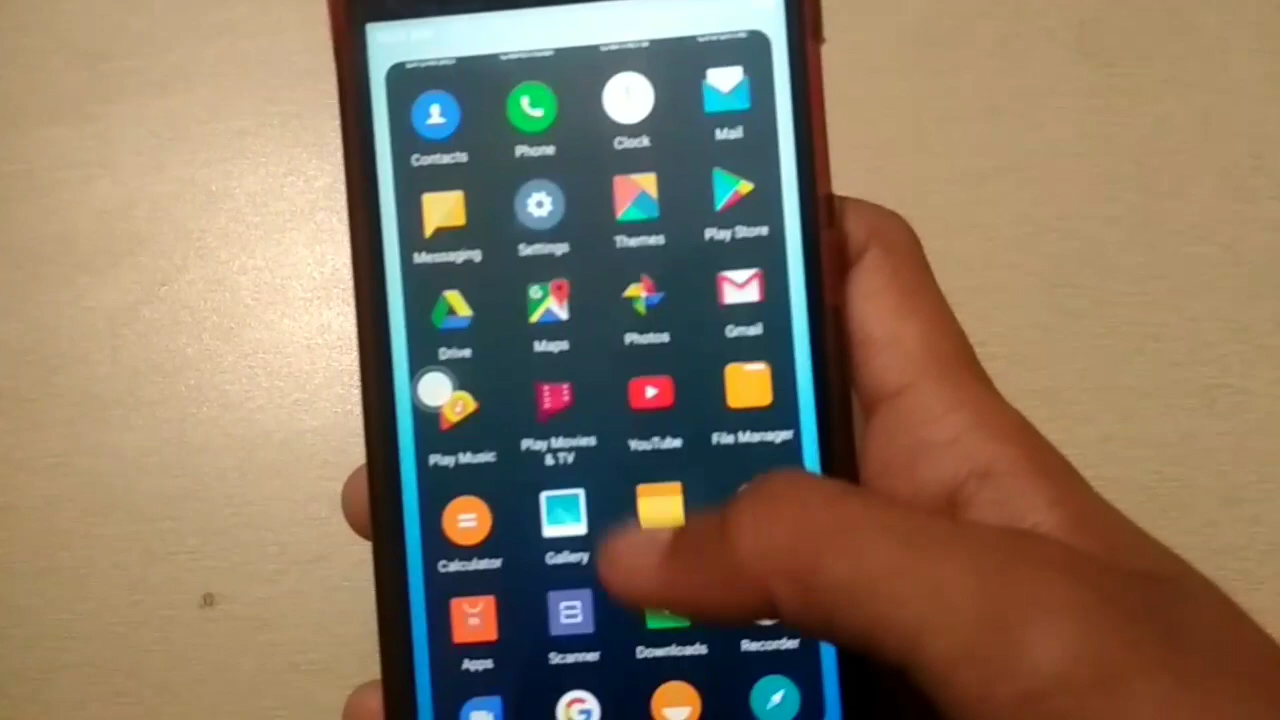 Contacts Phone Clock Mail
Messaging Settings Themes Play Store
Drive Maps Photos Gmail
Play Music Play Movies & TV YouTube File Manager
Calculator Gallery
Apps Scanner Downloads Recorder